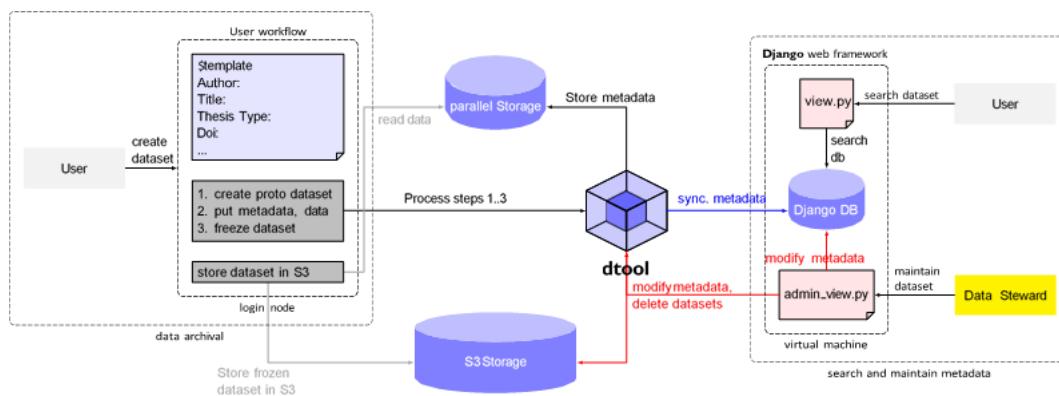 User workflow
$template
Author:
Title:
Thesis Type:
Doi:
...
User
create
dataset
1. create proto dataset
2. put metadata, data
3. freeze dataset
store dataset in S3
login node
data archival
parallel Storage
read data
Store metadata
Process steps 1..3
dtool
sync. metadata
modify metadata,
delete datasets
S3 Storage
Store frozen
dataset in S3
Django web framework
view.py
search dataset
User
search
db
Django DB
modify metadata
admin_view.py
maintain
dataset
Data Steward
virtual machine
search and maintain metadata